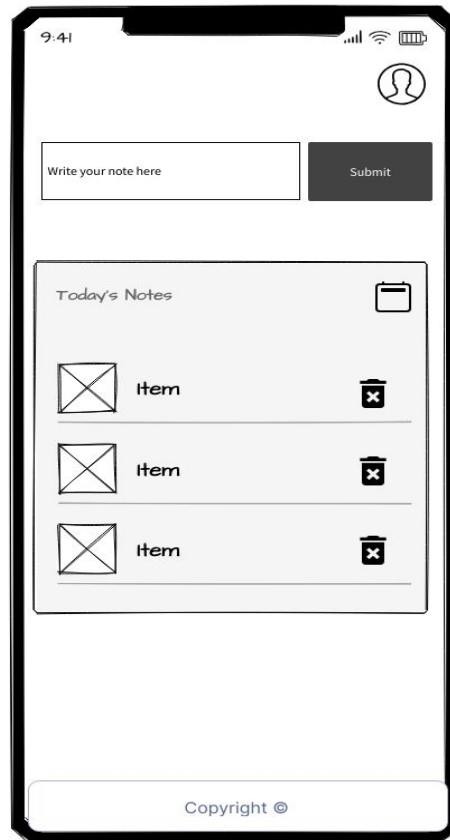 9:41
Write your note here
Submit
Today's Notes
Item
Item
Item
Copyright ©